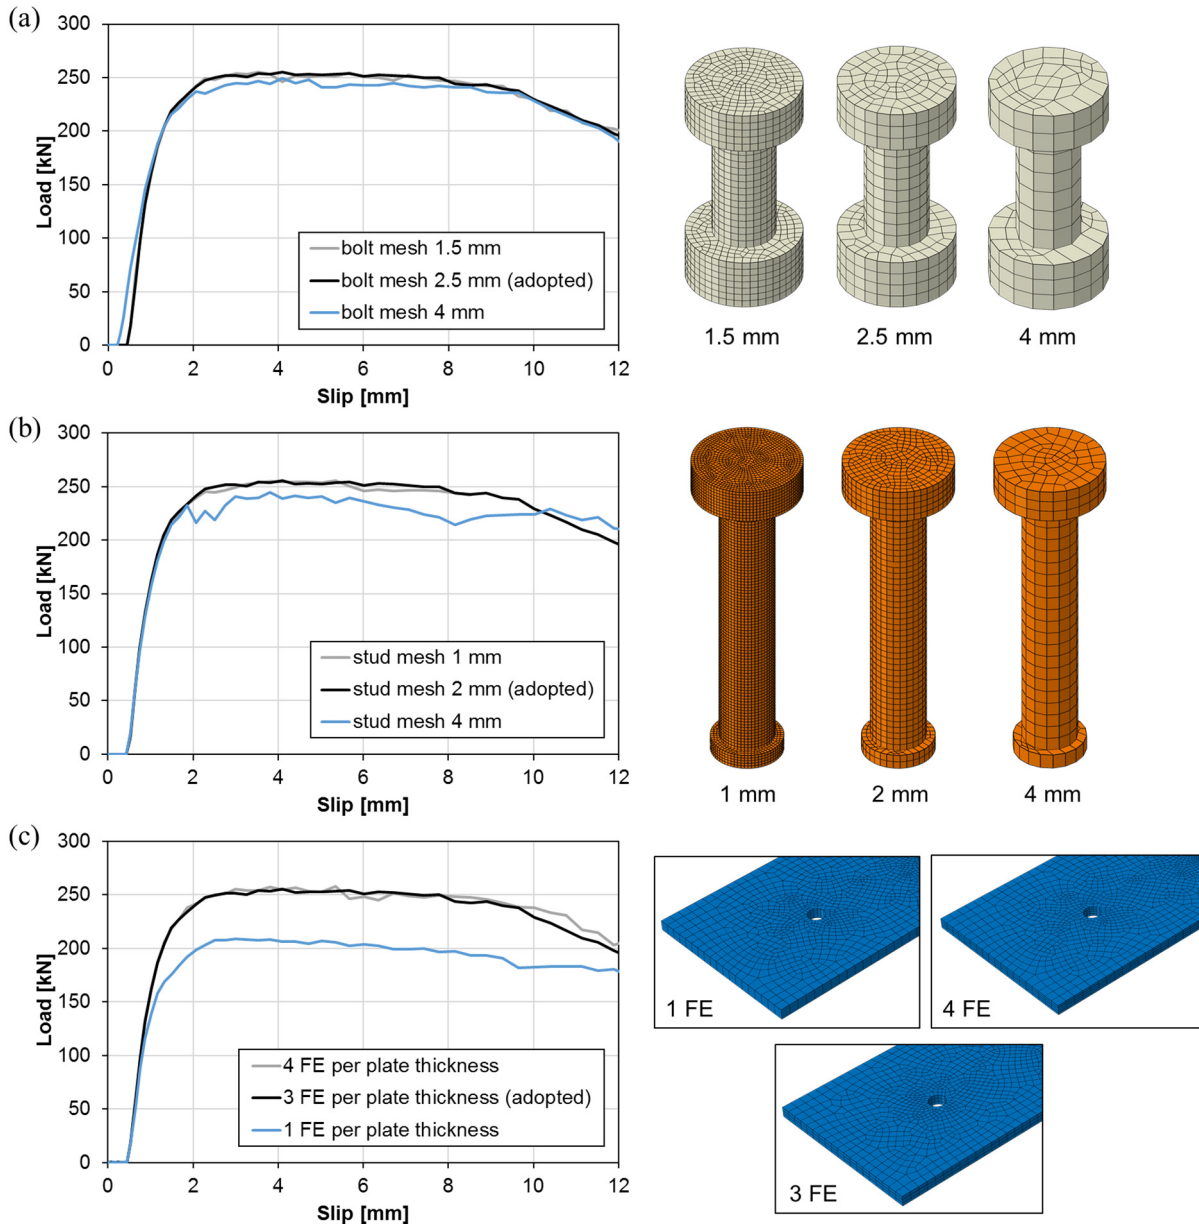 (a)
300
250
200
150
100
50
0
Load [kN]
bolt mesh 1.5 mm
bolt mesh 2.5 mm (adopted)
bolt mesh 4 mm
0 2 4 6 8 10 12
Slip [mm]
1.5 mm 2.5 mm 4 mm
(b)
300
250
200
150
100
50
0
Load [kN]
stud mesh 1 mm
stud mesh 2 mm (adopted)
stud mesh 4 mm
0 2 4 6 8 10 12
Slip [mm]
1 mm 2 mm 4 mm
(c)
300
250
200
150
100
50
0
Load [kN]
4 FE per plate thickness
3 FE per plate thickness (adopted)
1 FE per plate thickness
0 2 4 6 8 10 12
Slip [mm]
1 FE
4 FE
3 FE